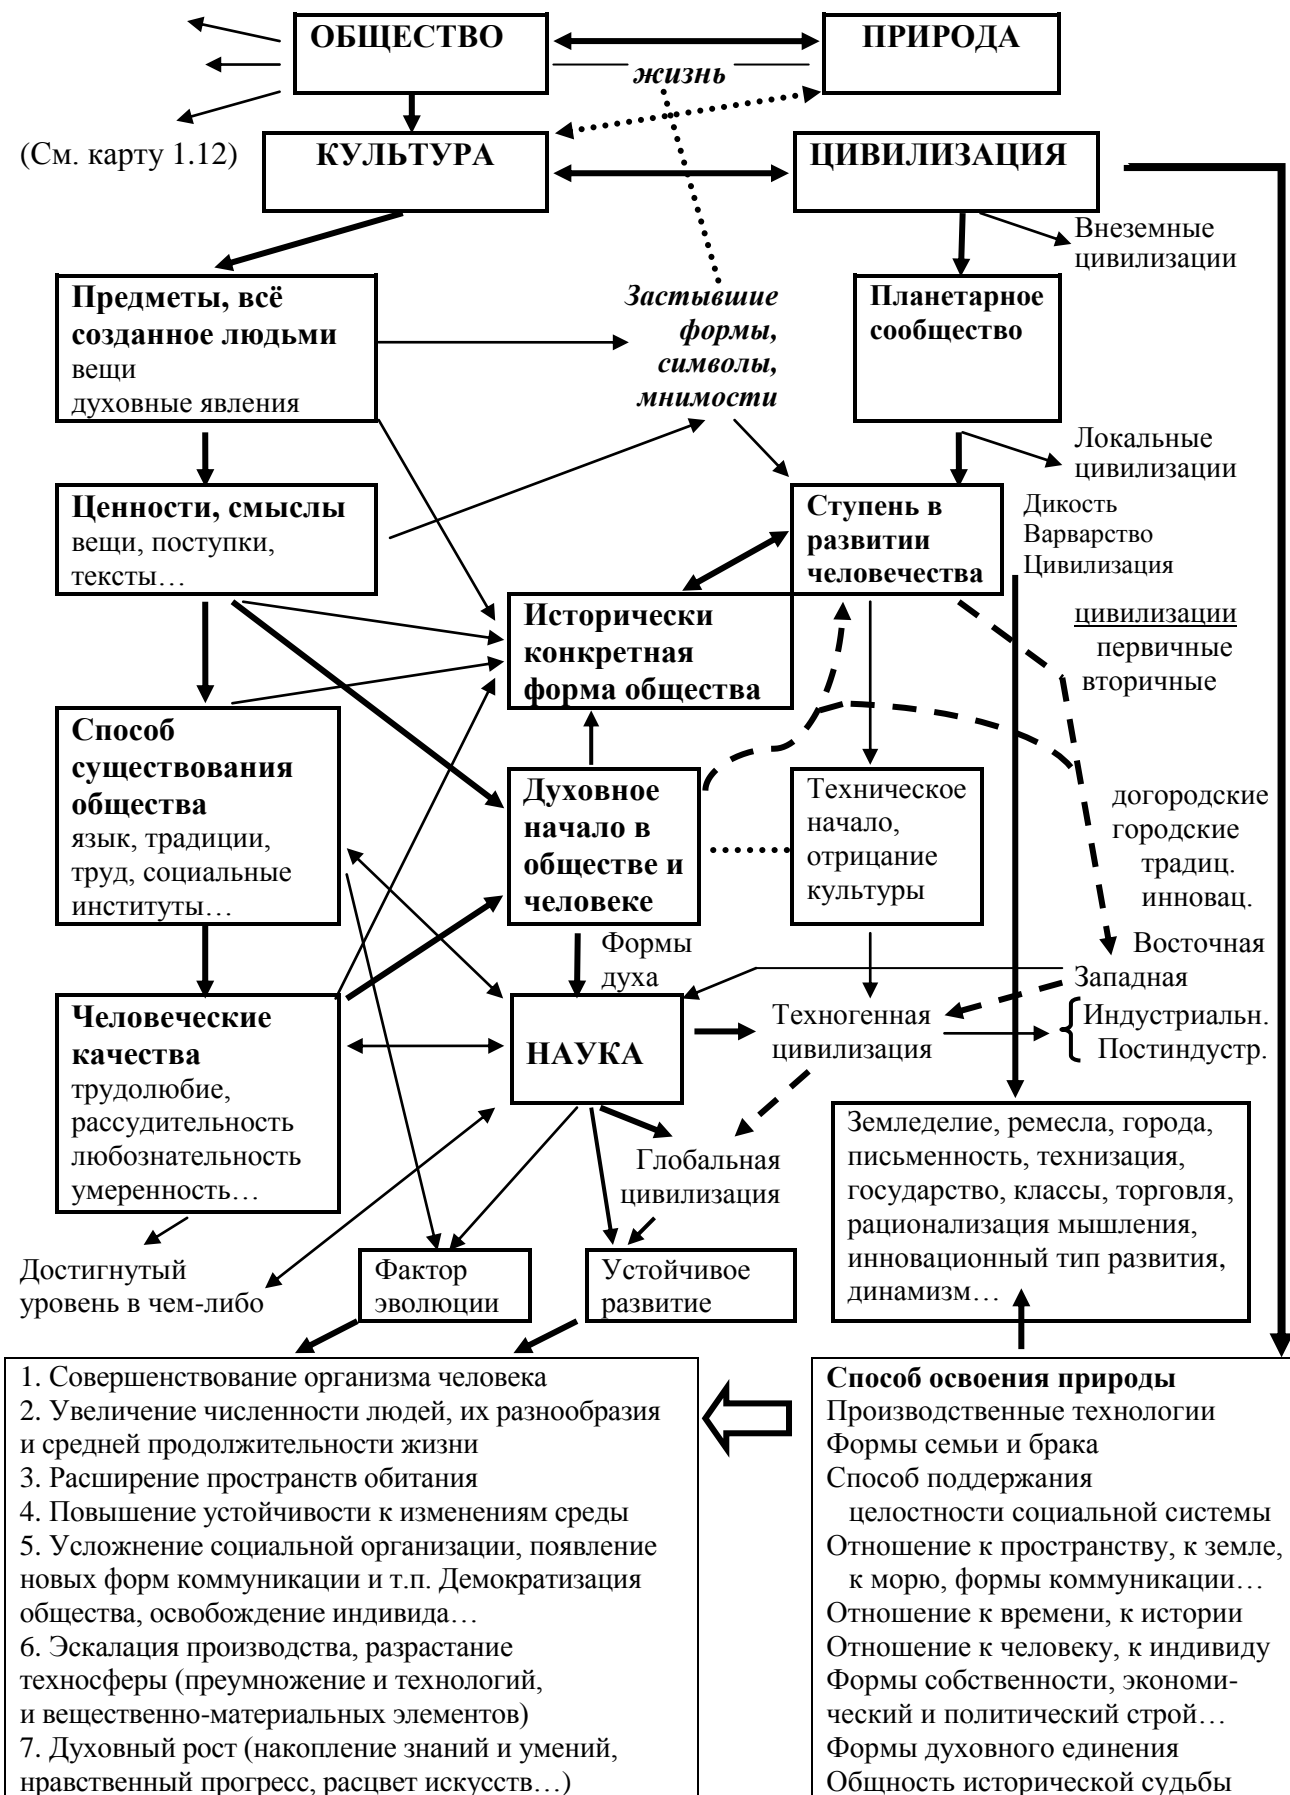 ОБЩЕСТВО
ПРИРОДА
жизнь
(См. карту 1.12)
КУЛЬТУРА
ЦИВИЛИЗАЦИЯ
Внеземные
цивилизации
Предметы, всё
созданное людьми
вещи
духовные явления
Застывшие
формы,
символы,
мнимости
Планетарное
сообщество
Локальные
цивилизации
Ценности, смыслы
вещи, поступки,
тексты…
Ступень в
развитии
человечества
Дикость
Варварство
Цивилизация
Исторически
конкретная
форма общества
цивилизации
первичные
вторичные
Способ
существования
общества
язык, традиции,
труд, социальные
институты…
Духовное
начало в
обществе и
человеке
Техническое
начало,
отрицание
культуры
догородские
городские
традиц.
инновац.
Формы
духа
Восточная
Западная
Человеческие
качества
трудолюбие,
рассудительность
любознательность
умеренность…
НАУКА
Техногенная
цивилизация
Индустриальн.
Постиндустр.
Глобальная
цивилизация
Земледелие, ремесла, города,
письменность, технизация,
государство, классы, торговля,
рационализация мышления,
инновационный тип развития,
динамизм…
Достигнутый
уровень в чем-либо
Фактор
эволюции
Устойчивое
развитие
1. Совершенствование организма человека
2. Увеличение численности людей, их разнообразия
и средней продолжительности жизни
3. Расширение пространств обитания
4. Повышение устойчивости к изменениям среды
5. Усложнение социальной организации, появление
новых форм коммуникации и т.п. Демократизация
общества, освобождение индивида…
6. Эскалация производства, разрастание
техносферы (преумножение и технологий,
и вещественно-материальных элементов)
7. Духовный рост (накопление знаний и умений,
нравственный прогресс, расцвет искусств…)
Способ освоения природы
Производственные технологии
Формы семьи и брака
Способ поддержания
целостности социальной системы
Отношение к пространству, к земле,
к морю, формы коммуникации…
Отношение к времени, к истории
Отношение к человеку, к индивиду
Формы собственности, экономи-
ческий и политический строй…
Формы духовного единения
Общность исторической судьбы